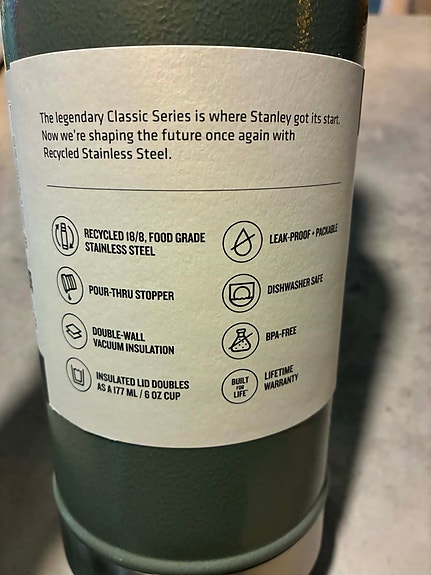 The legendary Classic Series is where Stanley got its start.
Now we're shaping the future once again with
Recycled Stainless Steel.
RECYCLED 18/8, FOOD GRADE
STAINLESS STEEL
POUR-THRU STOPPER
DOUBLE-WALL
VACUUM INSULATION
INSULATED LID DOUBLES
AS A 177 ML / 6 OZ CUP
LEAK-PROOF + PACKABLE
DISHWASHER SAFE
BPA-FREE
BUILT
FOR
LIFE™
LIFETIME
WARRANTY